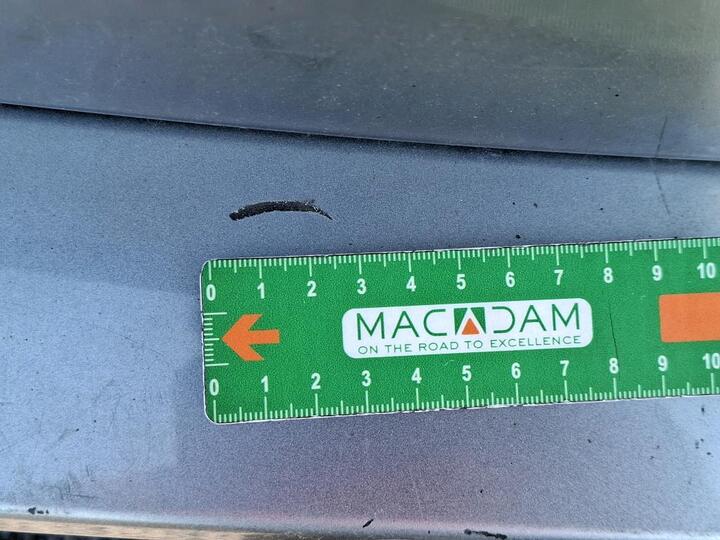 0 1 2 3 4 5 6 7 8 9 10
MACADAM
ON THE ROAD TO EXCELLENCE
0 1 2 3 4 5 6 7 8 9 10